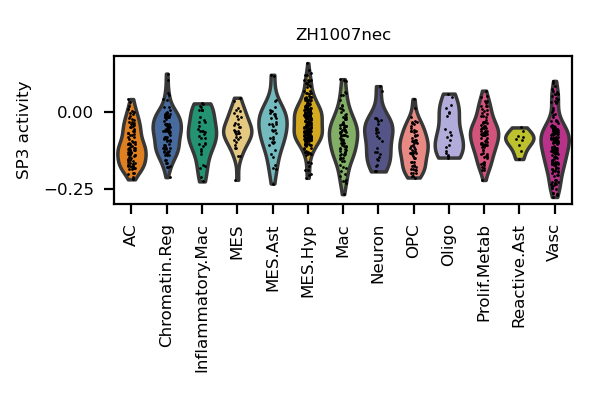 ZH1007nec
SP3 activity
0.00
−0.25
AC
Chromatin.Reg
Inflammatory.Mac
MES
MES.Ast
MES.Hyp
Mac
Neuron
OPC
Oligo
Prolif.Metab
Reactive.Ast
Vasc